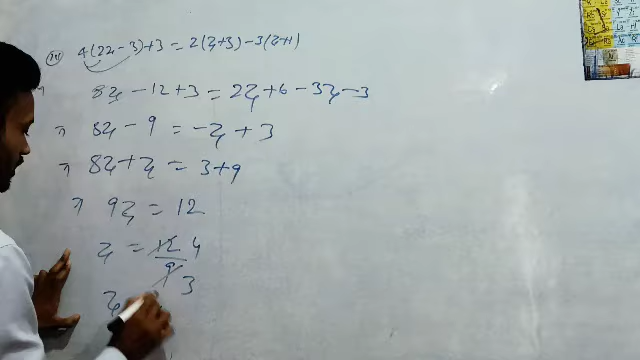 4(2z - 3) + 3 = 2(z + 3) - 3(z + 1)
⇒ 8z - 12 + 3 = 2z + 6 - 3z - 3
⇒ 8z - 9 = -z + 3
⇒ 8z + z = 3 + 9
⇒ 9z = 12
z = 12/9 4/3
z